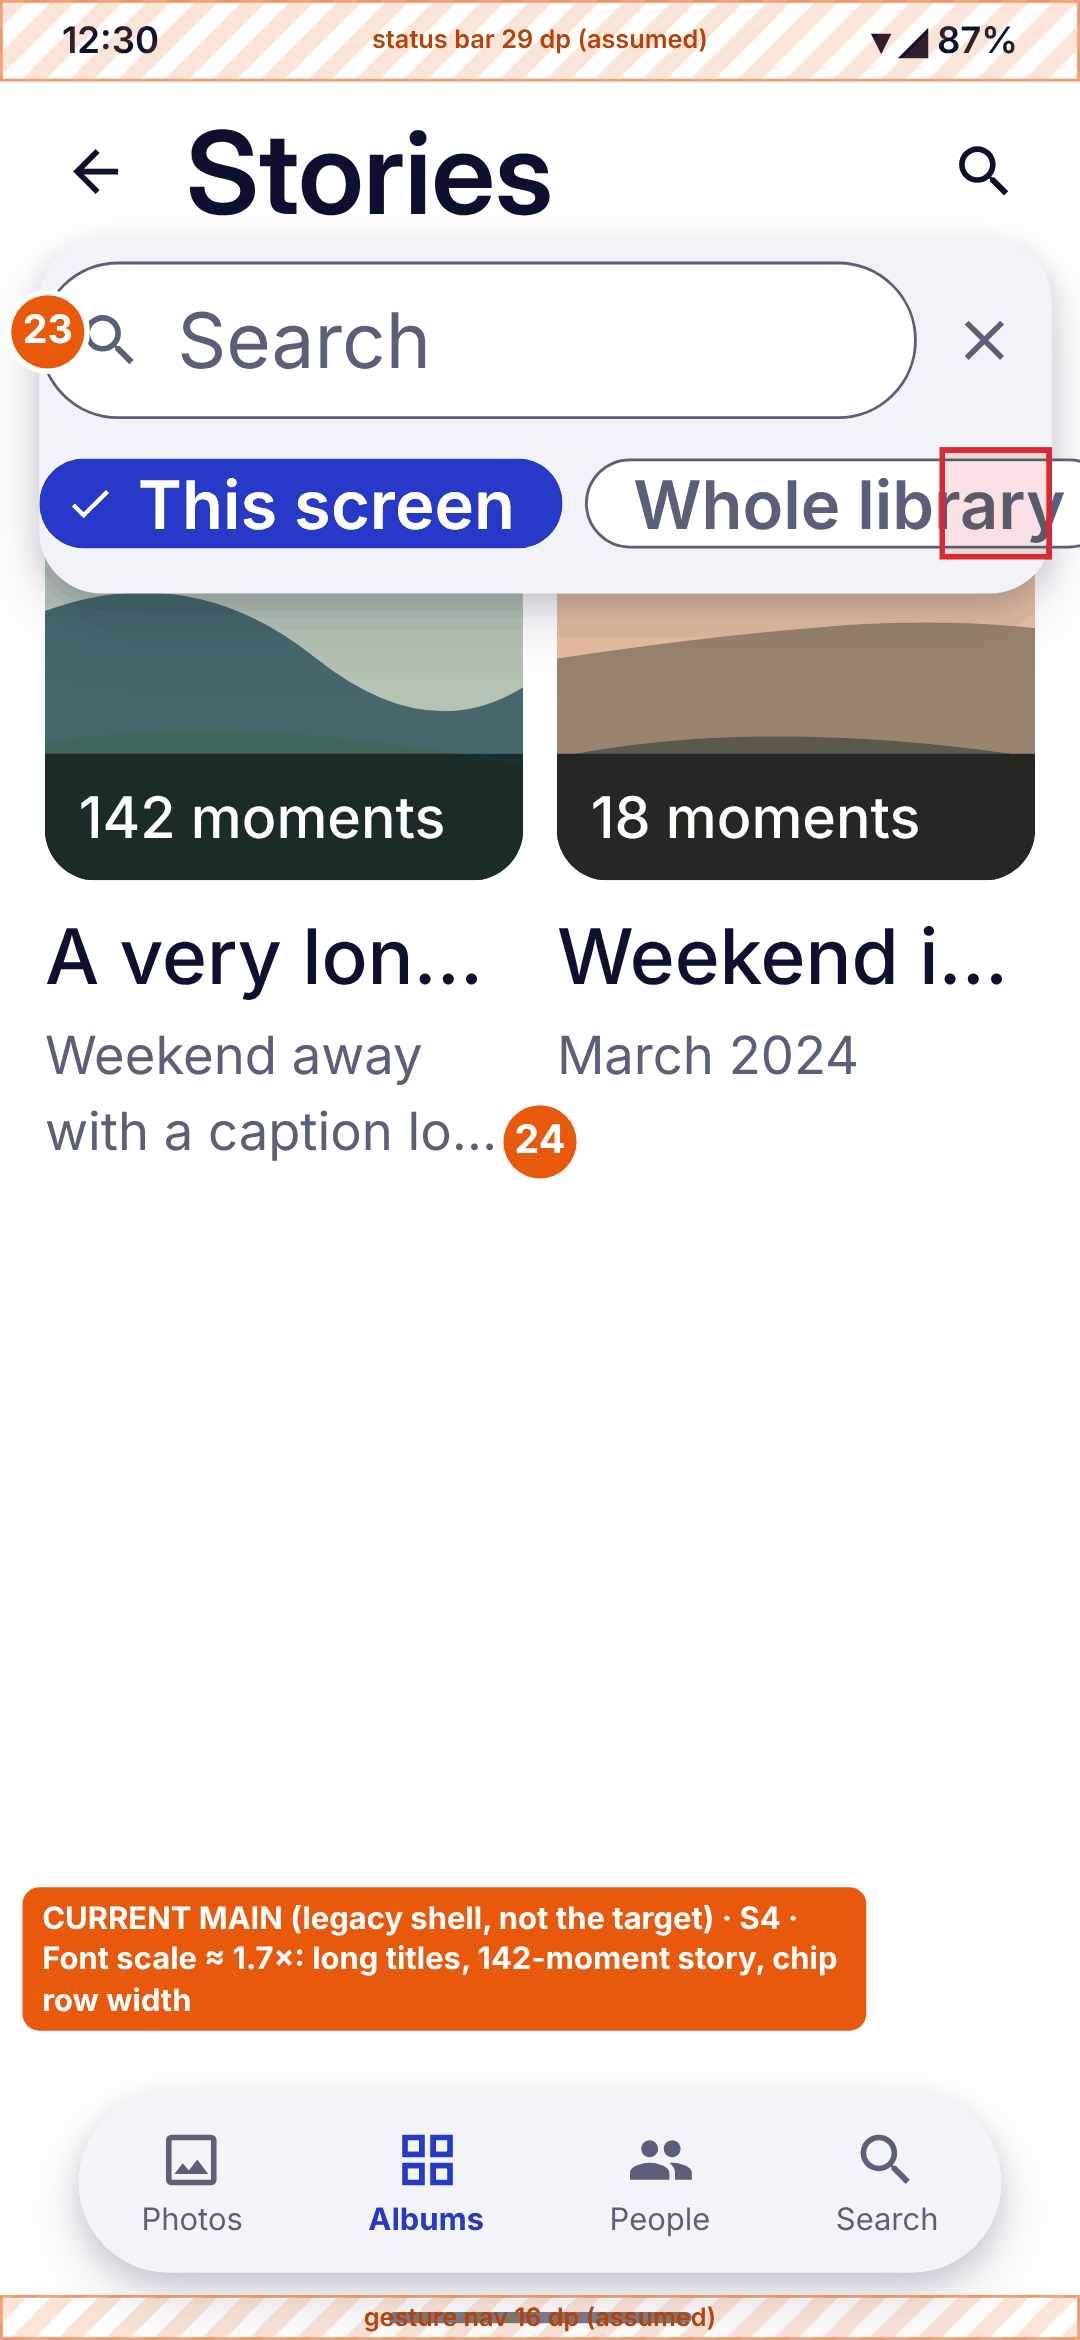 12:30
status bar 29 dp (assumed)
87%
Stories
23
Search
This screen
Whole library
142 moments
18 moments
A very lon...
Weekend i...
Weekend away
with a caption lo...
March 2024
24
CURRENT MAIN (legacy shell, not the target) · S4 ·
Font scale ≈ 1.7×: long titles, 142-moment story, chip
row width
Photos
Albums
People
Search
gesture nav 16 dp (assumed)